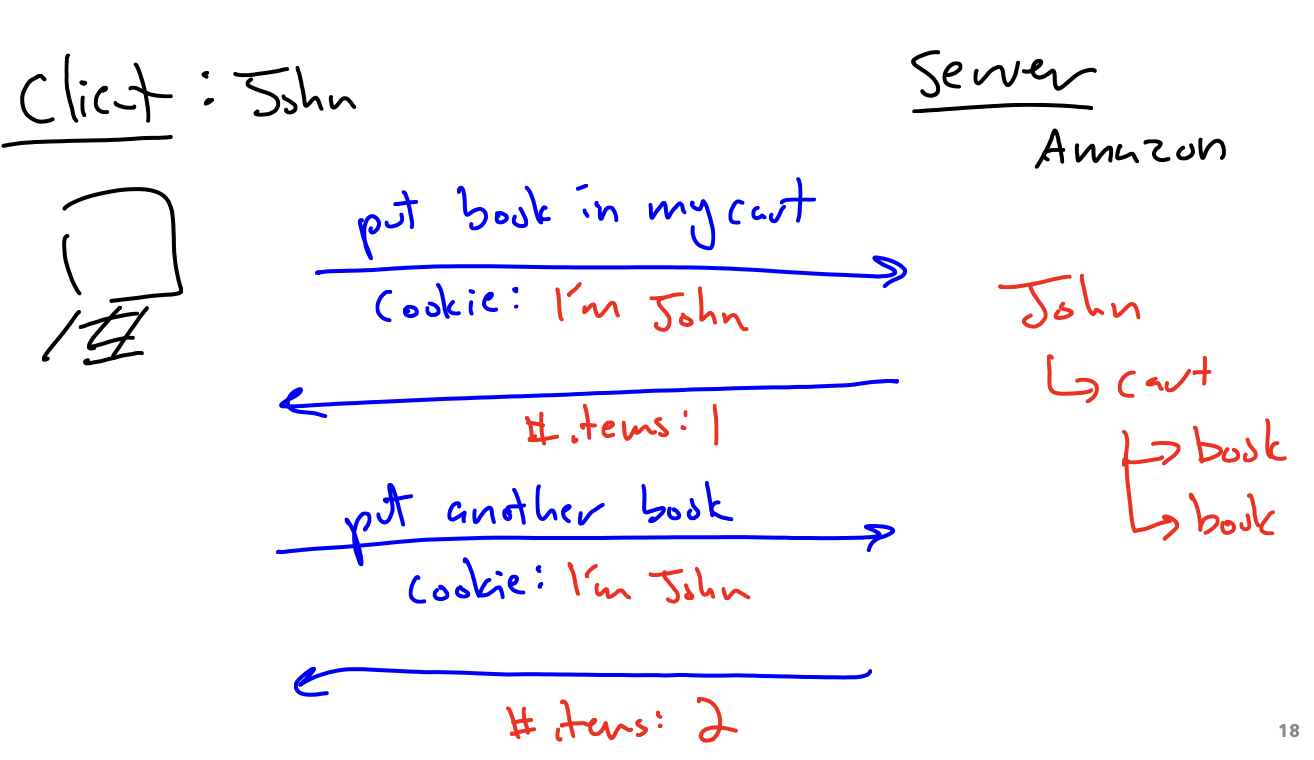 Client: John
Server
Amazon
put book in my cart
Cookie: I'm John
John
cart
# items: 1
book
put another book
book
Cookie: I'm John
# items: 2
18